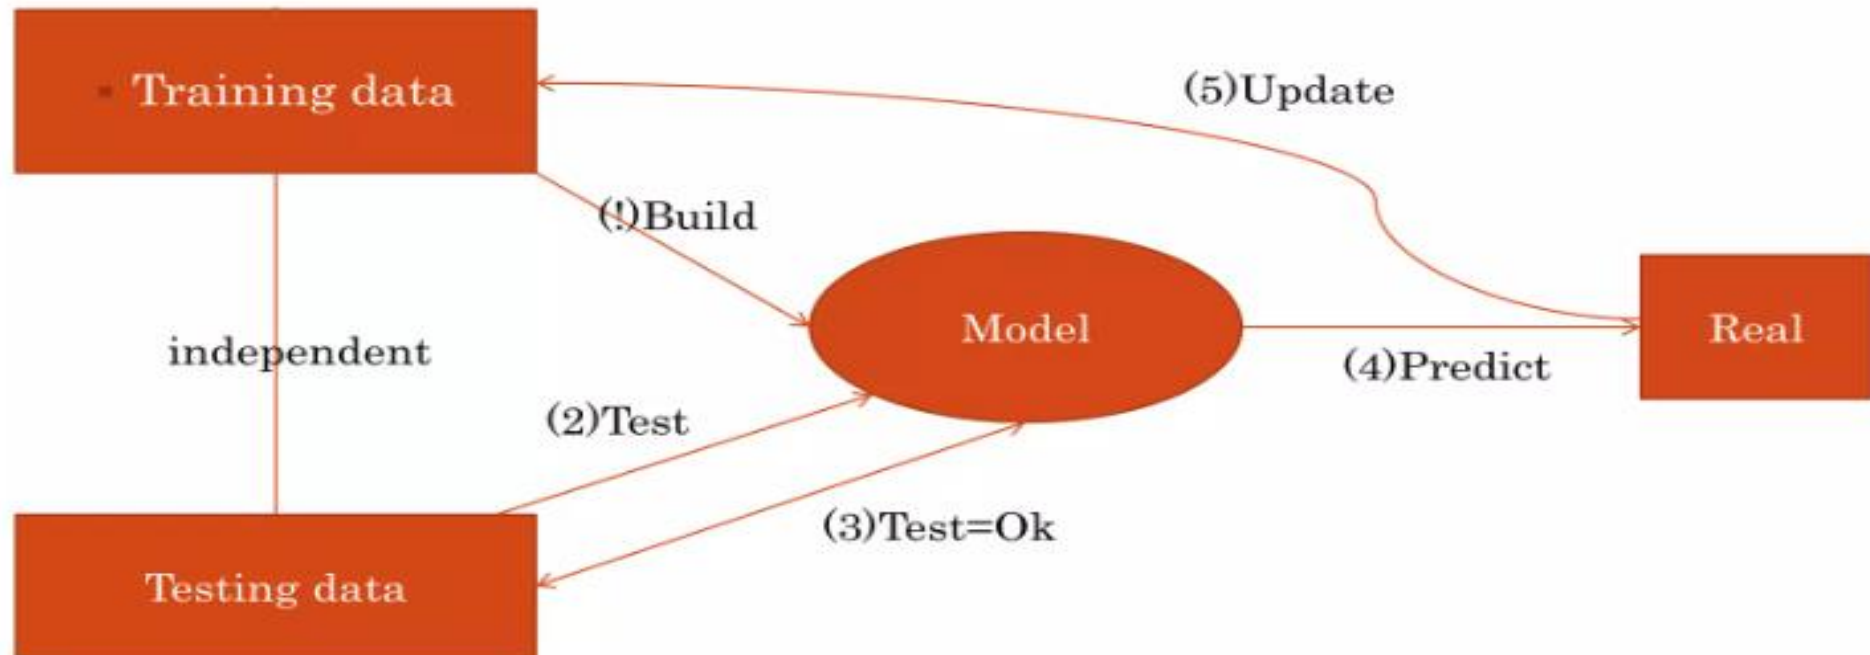 ▪ Training data
(5)Update
(!)Build
Model
Real
independent
(4)Predict
(2)Test
(3)Test=Ok
Testing data